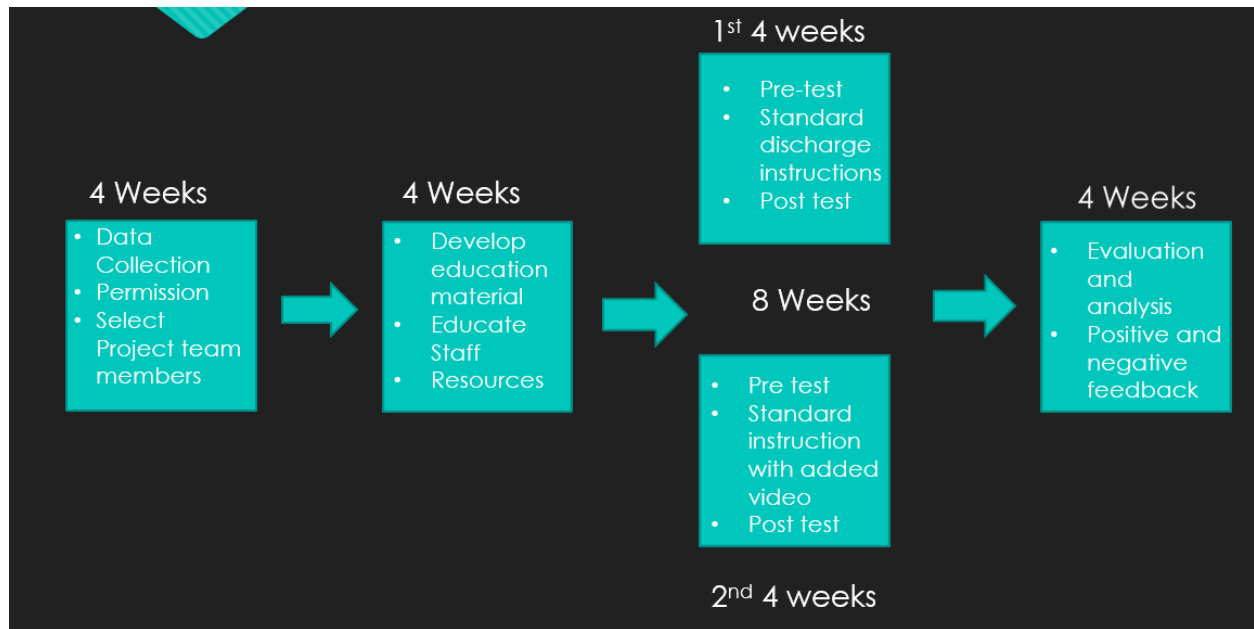 4 Weeks
• Data
Collection
• Permission
• Select
Project team
members
4 Weeks
• Develop
education
material
• Educate
Staff
• Resources
1st 4 weeks
• Pre-test
• Standard
discharge
instructions
• Post test
8 Weeks
• Pre test
• Standard
instruction
with added
video
• Post test
2nd 4 weeks
4 Weeks
• Evaluation
and
analysis
• Positive and
negative
feedback